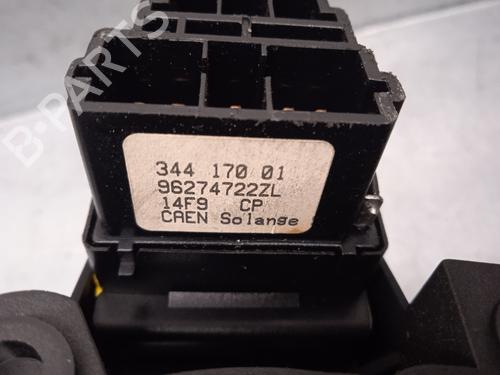 B-PARTS
344 170 01
96274722ZL
14F9 CP
CAEN Solange